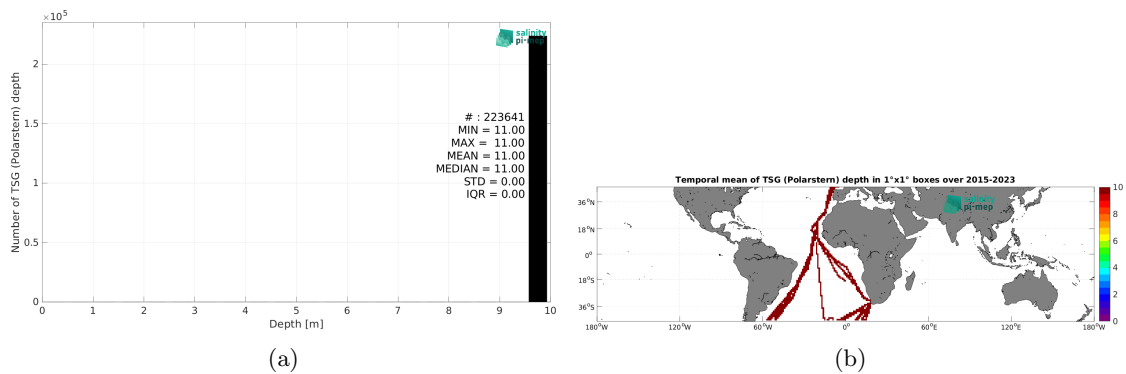 ×10⁵
salinity
pi-mep
2
1.5
1
0.5
0
Number of TSG (Polarstern) depth
# : 223641
MIN = 11.00
MAX = 11.00
MEAN = 11.00
MEDIAN = 11.00
STD = 0.00
IQR = 0.00
0 1 2 3 4 5 6 7 8 9 10
Depth [m]
(a)
Temporal mean of TSG (Polarstern) depth in 1°x1° boxes over 2015-2023
salinity
pi-mep
36°N
18°N
0°
18°S
36°S
180°W 120°W 60°W 0° 60°E 120°E 180°W
10
8
6
4
2
0
(b)